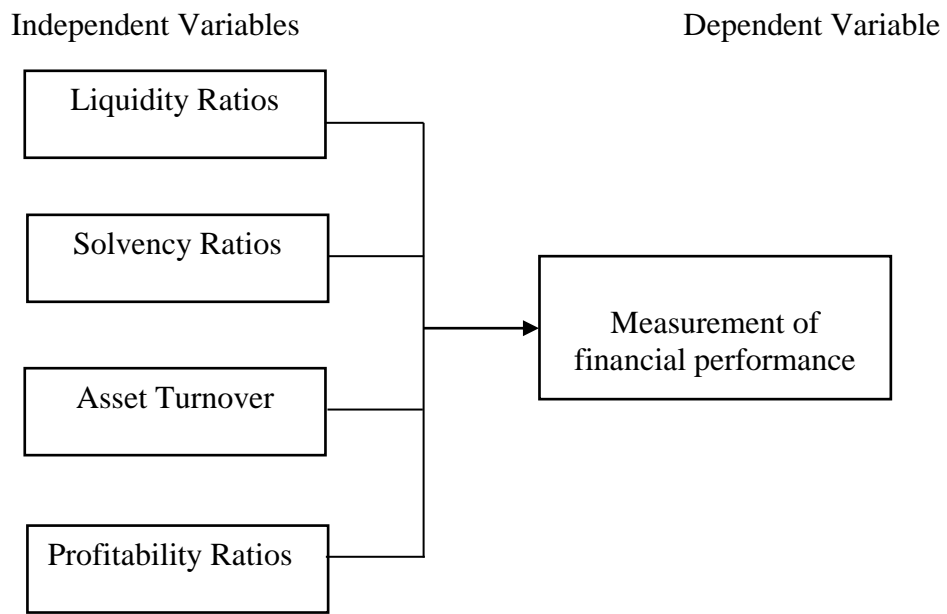 Independent Variables
Dependent Variable
Liquidity Ratios
Solvency Ratios
Measurement of
financial performance
Asset Turnover
Profitability Ratios